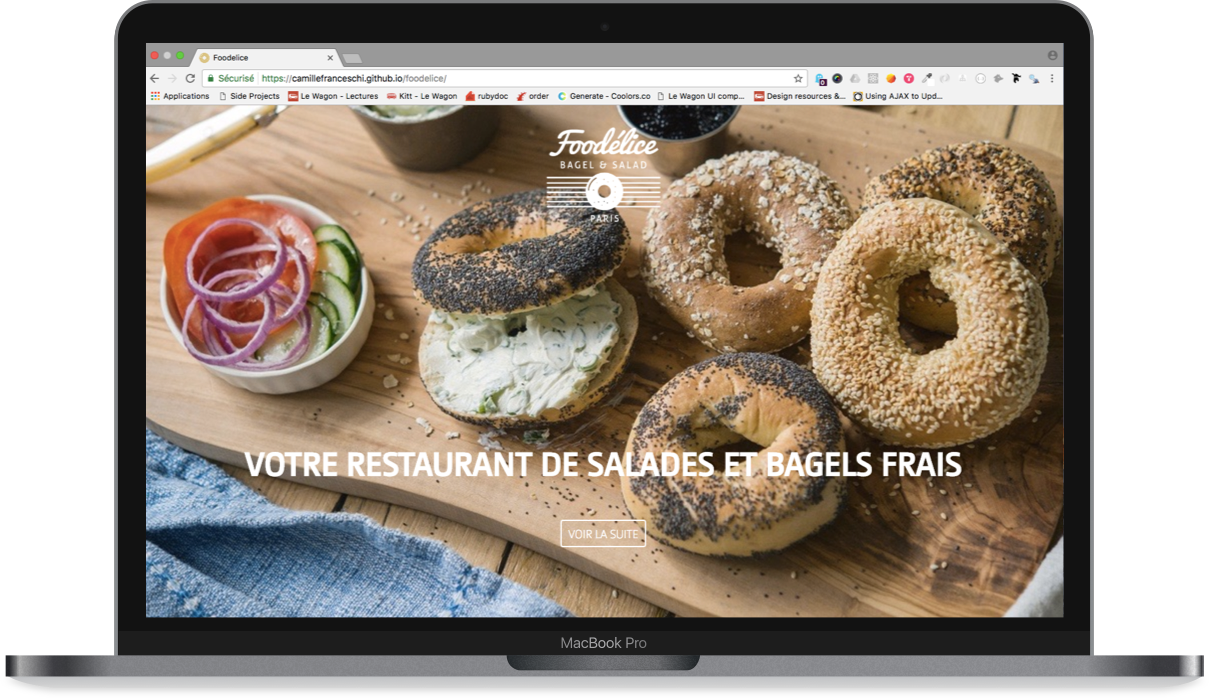 Foodelice
Sécurisé https://camillefranceschi.github.io/foodelice/
Applications Side Projects Le Wagon - Lectures Kitt - Le Wagon rubydoc order Generate - Coolors.co Le Wagon UI comp... Design resources &... Using AJAX to Upd...
Foodélice
BAGEL & SALAD
PARIS
VOTRE RESTAURANT DE SALADES ET BAGELS FRAIS
VOIR LA SUITE
MacBook Pro